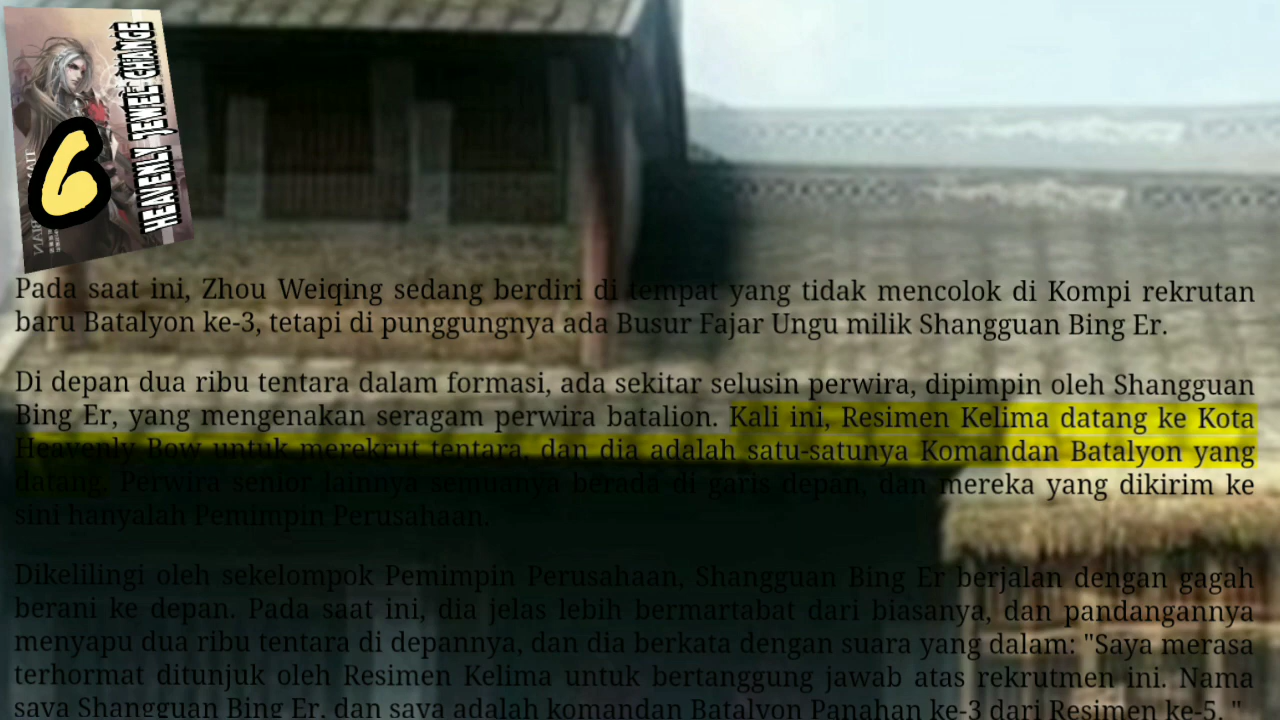 HEAVENLY JEWEL CHANGE
6
Pada saat ini, Zhou Weiqing sedang berdiri di tempat yang tidak mencolok di Kompi rekrutan
baru Batalyon ke-3, tetapi di punggungnya ada Busur Fajar Ungu milik Shangguan Bing Er.
Di depan dua ribu tentara dalam formasi, ada sekitar selusin perwira, dipimpin oleh Shangguan
Bing Er, yang mengenakan seragam perwira batalion. Kali ini, Resimen Kelima datang ke Kota
Heavenly Bow untuk merekrut tentara, dan dia adalah satu-satunya Komandan Batalyon yang
datang. Perwira senior lainnya semuanya berada di garis depan, dan mereka yang dikirim ke
sini hanyalah Pemimpin Perusahaan.
Dikelilingi oleh sekelompok Pemimpin Perusahaan, Shangguan Bing Er berjalan dengan gagah
berani ke depan. Pada saat ini, dia jelas lebih bermartabat dari biasanya, dan pandangannya
menyapu dua ribu tentara di depannya, dan dia berkata dengan suara yang dalam: "Saya merasa
terhormat ditunjuk oleh Resimen Kelima untuk bertanggung jawab atas rekrutmen ini. Nama
saya Shangguan Bing Er, dan saya adalah komandan Batalyon Panahan ke-3 dari Resimen ke-5. "